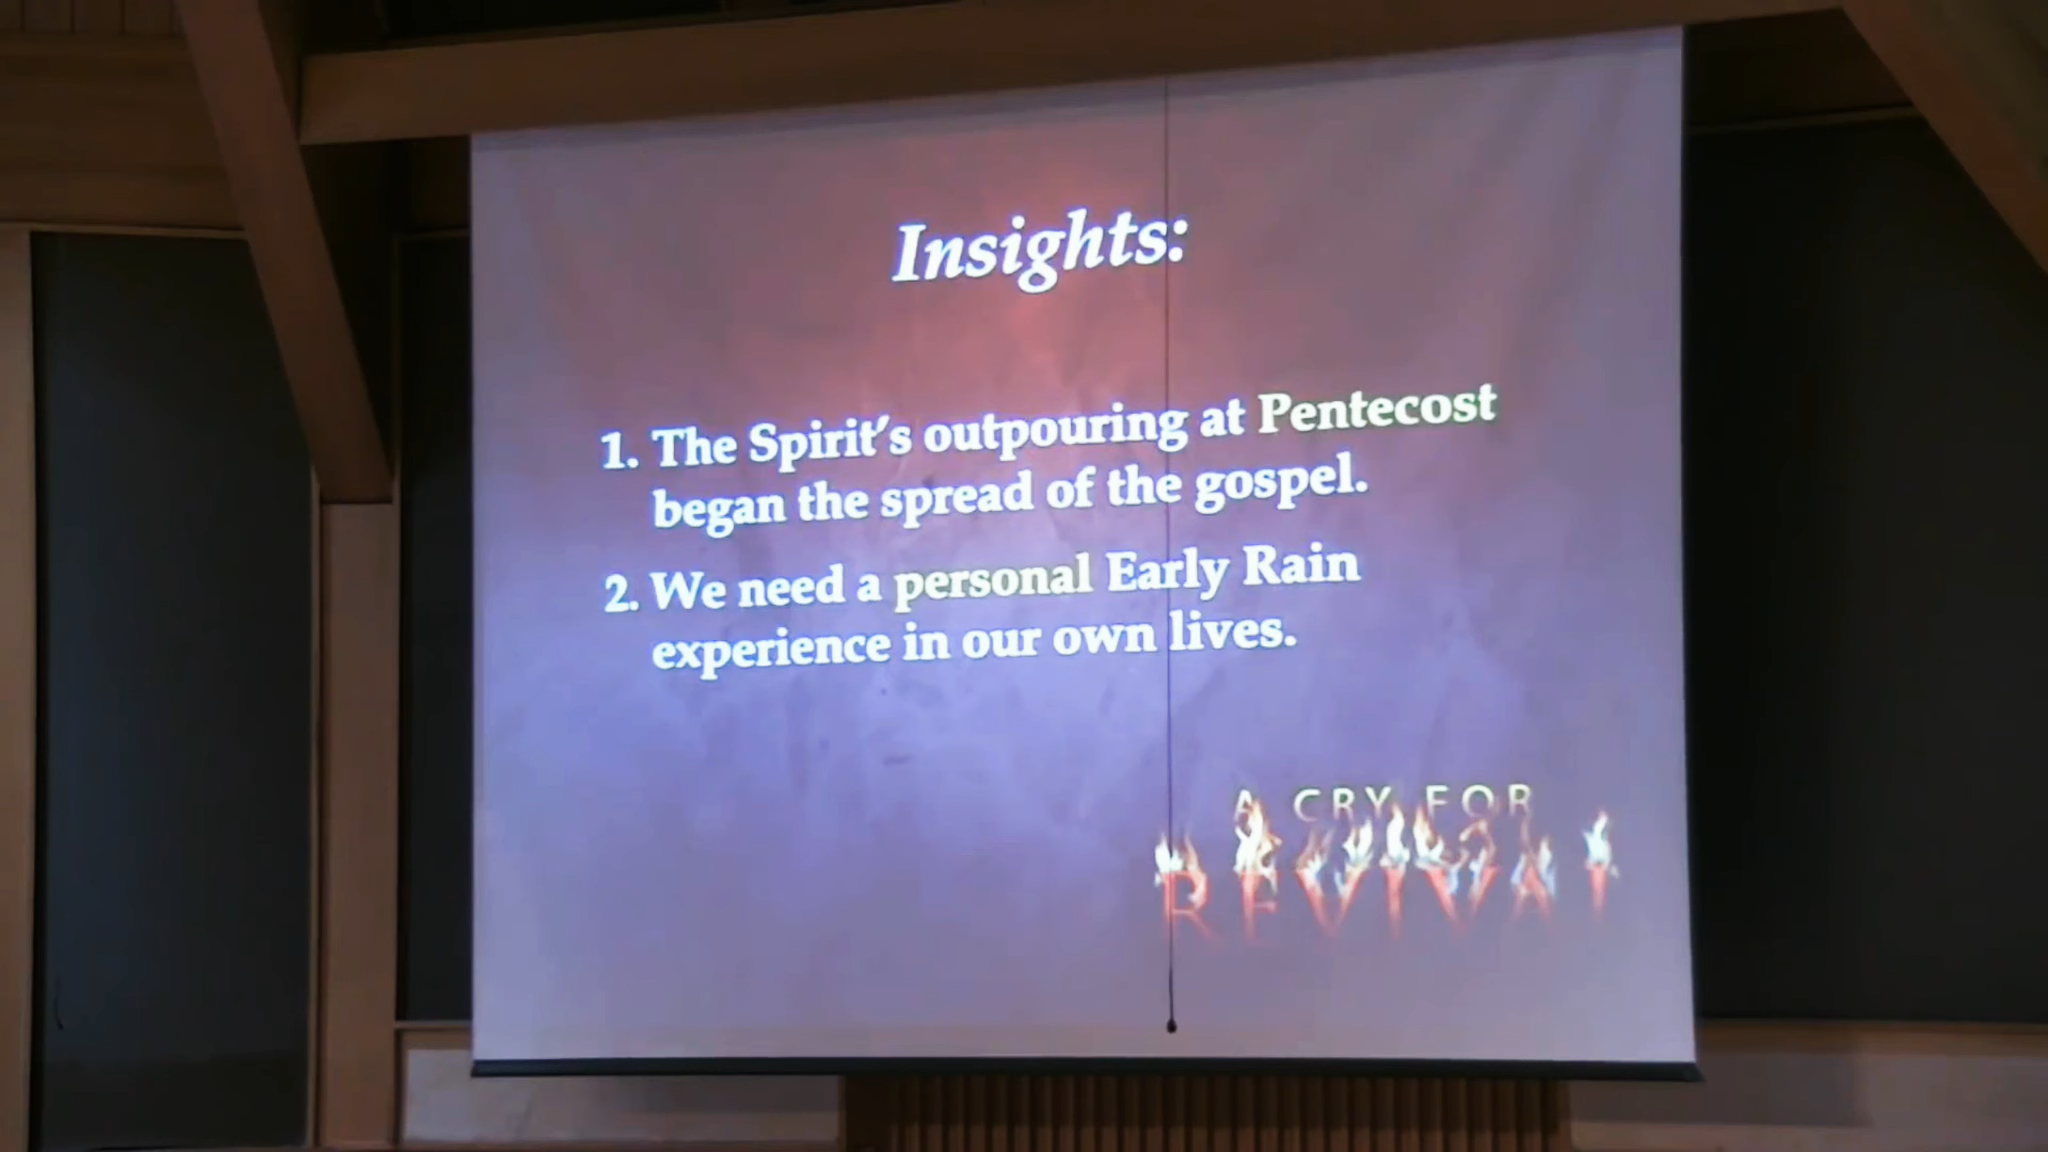 Insights:
1. The Spirit's outpouring at Pentecost
began the spread of the gospel.
2. We need a personal Early Rain
experience in our own lives.
A CRY FOR
REVIVAL